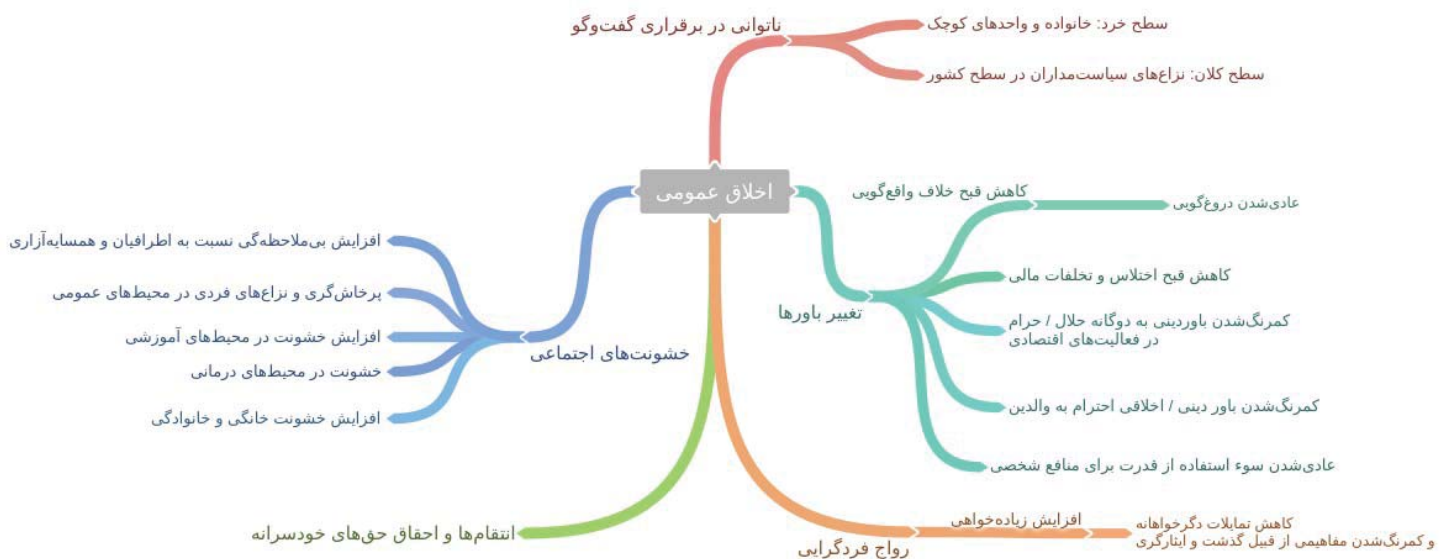 اخلاق عمومی
ناتوانی در برقراری گفت‌وگو
سطح خرد: خانواده و واحدهای کوچک
سطح کلان: نزاع‌های سیاست‌مداران در سطح کشور
تغییر باورها
کاهش قبح خلاف واقع‌گویی
عادی‌شدن دروغ‌گویی
کاهش قبح اختلاس و تخلفات مالی
کمرنگ‌شدن باوردینی به دوگانه حلال / حرام
در فعالیت‌های اقتصادی
کمرنگ‌شدن باور دینی / اخلاقی احترام به والدین
عادی‌شدن سوء استفاده از قدرت برای منافع شخصی
رواج فردگرایی
افزایش زیاده‌خواهی
کاهش تمایلات دگرخواهانه
و کمرنگ‌شدن مفاهیمی از قبیل گذشت و ایثارگری
انتقام‌ها و احقاق حق‌های خودسرانه
خشونت‌های اجتماعی
افزایش بی‌ملاحظه‌گی نسبت به اطرافیان و همسایه‌آزاری
پرخاش‌گری و نزاع‌های فردی در محیط‌های عمومی
افزایش خشونت در محیط‌های آموزشی
خشونت در محیط‌های درمانی
افزایش خشونت خانگی و خانوادگی